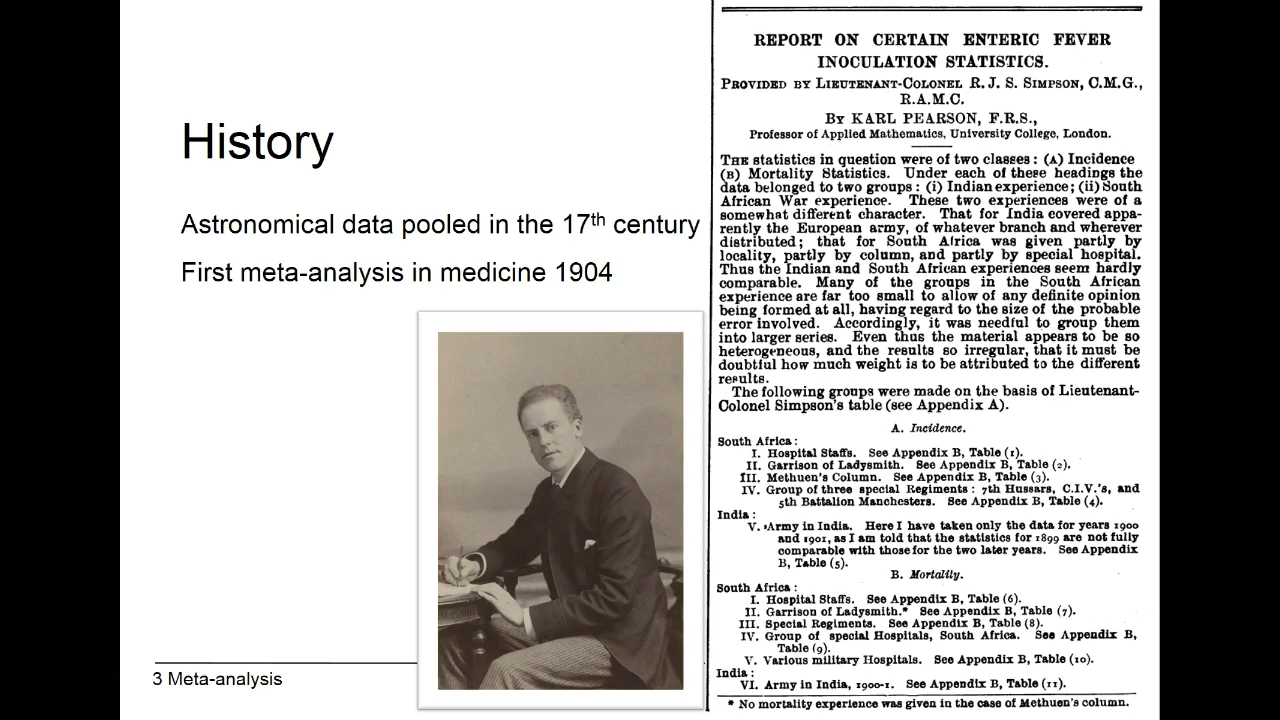 History
Astronomical data pooled in the 17th century
First meta-analysis in medicine 1904
3 Meta-analysis
REPORT ON CERTAIN ENTERIC FEVER
INOCULATION STATISTICS.
PROVIDED BY LIEUTENANT-COLONEL R. J. S. SIMPSON, C.M.G.,
R.A.M.C.
BY KARL PEARSON, F.R.S.,
Professor of Applied Mathematics, University College, London.
THE statistics in question were of two classes: (A) Incidence
(B) Mortality Statistics. Under each of these headings the
data belonged to two groups: (i) Indian experience; (ii) South
African War experience. These two experiences were of a
somewhat different character. That for India covered appa-
rently the European army, of whatever branch and wherever
distributed; that for South Africa was given partly by
locality, partly by column, and partly by special hospital.
Thus the Indian and South African experiences seem hardly
comparable. Many of the groups in the South African
experience are far too small to allow of any definite opinion
being formed at all, having regard to the size of the probable
error involved. Accordingly, it was needful to group them
into larger series. Even thus the material appears to be so
heterogeneous, and the results so irregular, that it must be
doubtful how much weight is to be attributed to the different
results.
The following groups were made on the basis of Lieutenant-
Colonel Simpson's table (see Appendix A).
A. Incidence.
South Africa:
I. Hospital Staffs. See Appendix B, Table (1).
II. Garrison of Ladysmith. See Appendix B, Table (2).
III. Methuen's Column. See Appendix B, Table (3).
IV. Group of three special Regiments: 7th Hussars, C.I.V.'s, and
5th Battalion Manchesters. See Appendix B, Table (4).
India:
V. Army in India. Here I have taken only the data for years 1900
and 1901, as I am told that the statistics for 1899 are not fully
comparable with those for the two later years. See Appendix
B, Table (5).
B. Mortality.
South Africa:
I. Hospital Staffs. See Appendix B, Table (6).
II. Garrison of Ladysmith.* See Appendix B, Table (7).
III. Special Regiments. See Appendix B, Table (8).
IV. Group of special Hospitals, South Africa. See Appendix B,
Table (9).
V. Various military Hospitals. See Appendix B, Table (10).
India:
VI. Army in India, 1900-1. See Appendix B, Table (11).
* No mortality experience was given in the case of Methuen's column.